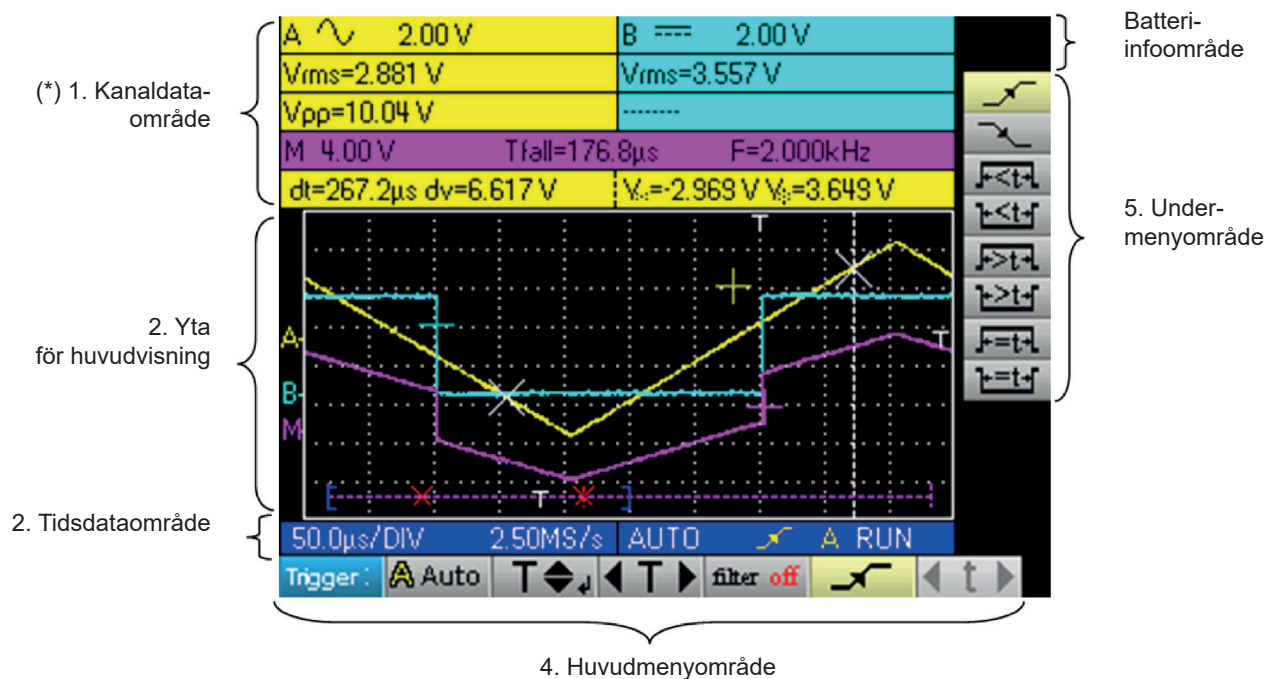 (*) 1. Kanaldata-
område
2. Yta
för huvudvisning
2. Tidsdataområde
A 2.00 V
B 2.00 V
Vrms=2.881 V
Vrms=3.557 V
Vpp=10.04 V
--------
M 4.00 V Tfall=176.8µs F=2.000kHz
dt=267.2µs dv=6.617 V
=-2.969 V =3.649 V
T
A
B
M
T
T
50.0µs/DIV 2.50MS/s AUTO A RUN
Trigger: A Auto T T filter off t
<t
<t
>t
>t
=t
=t
Batteri-
infoområde
5. Under-
menyområde
4. Huvudmenyområde